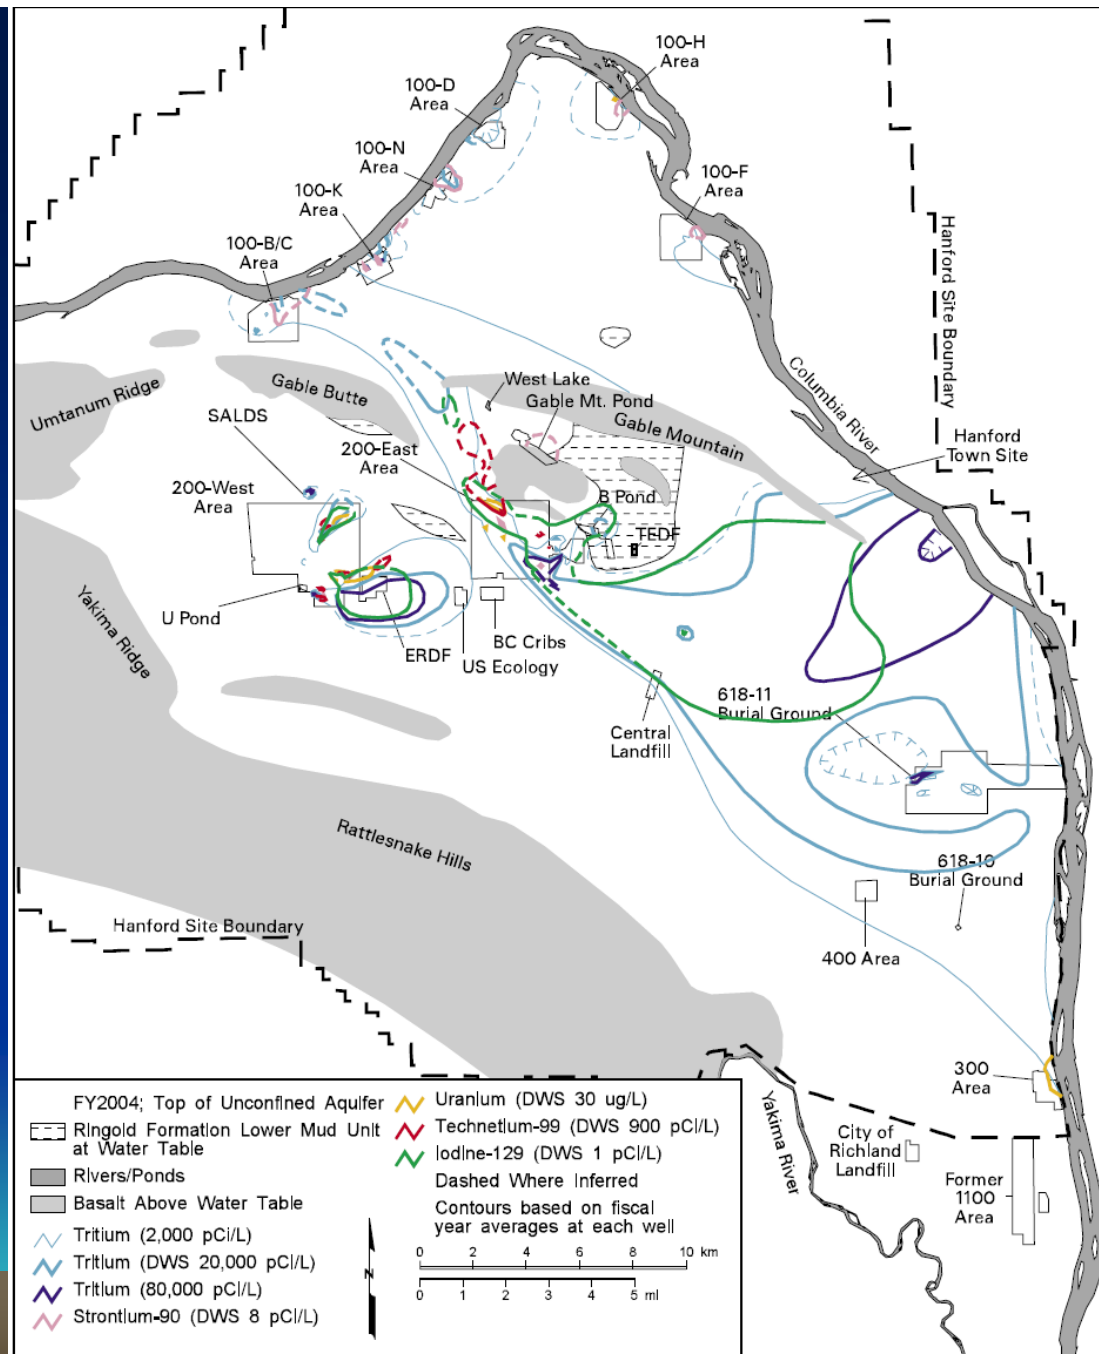 100-H
Area
100-D
Area
100-N
Area
100-F
Area
100-K
Area
100-B/C
Area
Hanford Site Boundary
Columbia River
Umtanum Ridge
Gable Butte
West Lake
Gable Mt. Pond
Gable Mountain
SALDS
200-East
Area
Hanford
Town Site
200-West
Area
B Pond
TEDF
Yakima Ridge
U Pond
ERDF
BC Cribs
US Ecology
618-11
Burial Ground
Central
Landfill
Rattlesnake Hills
618-10
Burial Ground
Hanford Site Boundary
400 Area
300
Area
Yakima River
City of
Richland
Landfill
Former
1100
Area
FY2004; Top of Unconfined Aquifer
Ringold Formation Lower Mud Unit
at Water Table
Rivers/Ponds
Basalt Above Water Table
Tritium (2,000 pCi/L)
Tritium (DWS 20,000 pCi/L)
Tritium (80,000 pCi/L)
Strontium-90 (DWS 8 pCi/L)
Uranium (DWS 30 ug/L)
Technetium-99 (DWS 900 pCi/L)
Iodine-129 (DWS 1 pCi/L)
Dashed Where Inferred
Contours based on fiscal
year averages at each well
N
0 2 4 6 8 10 km
0 1 2 3 4 5 mi